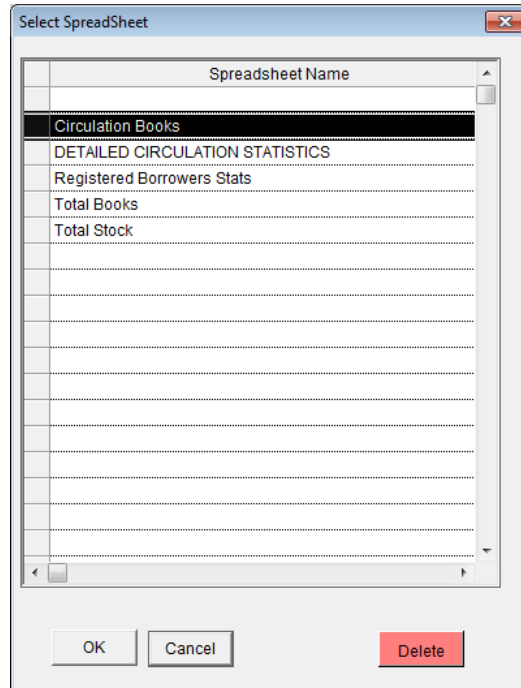 Select SpreadSheet
Spreadsheet Name
Circulation Books
DETAILED CIRCULATION STATISTICS
Registered Borrowers Stats
Total Books
Total Stock
OK
Cancel
Delete